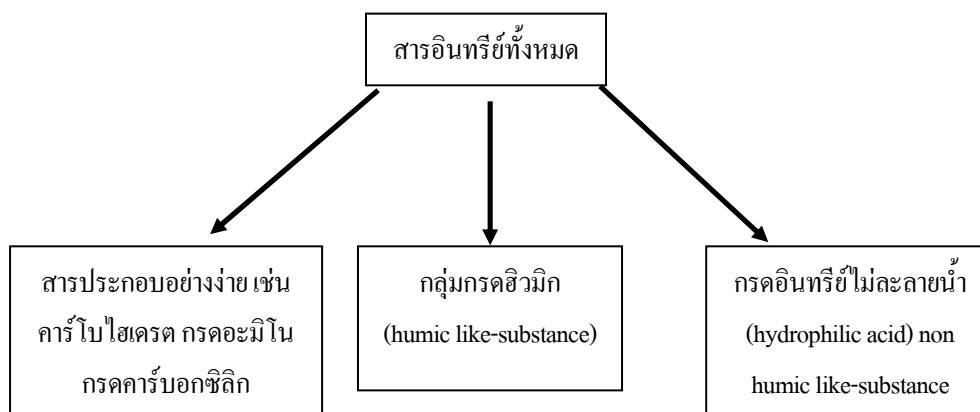 สารอินทรีย์ทั้งหมด
สารประกอบอย่างง่าย เช่น
คาร์โบไฮเดรต กรดอะมิโน
กรดคาร์บอกซิลิก
กลุ่มกรดฮิวมิก
(humic like-substance)
กรดอินทรีย์ไม่ละลายน้ำ
(hydrophilic acid) non
humic like-substance